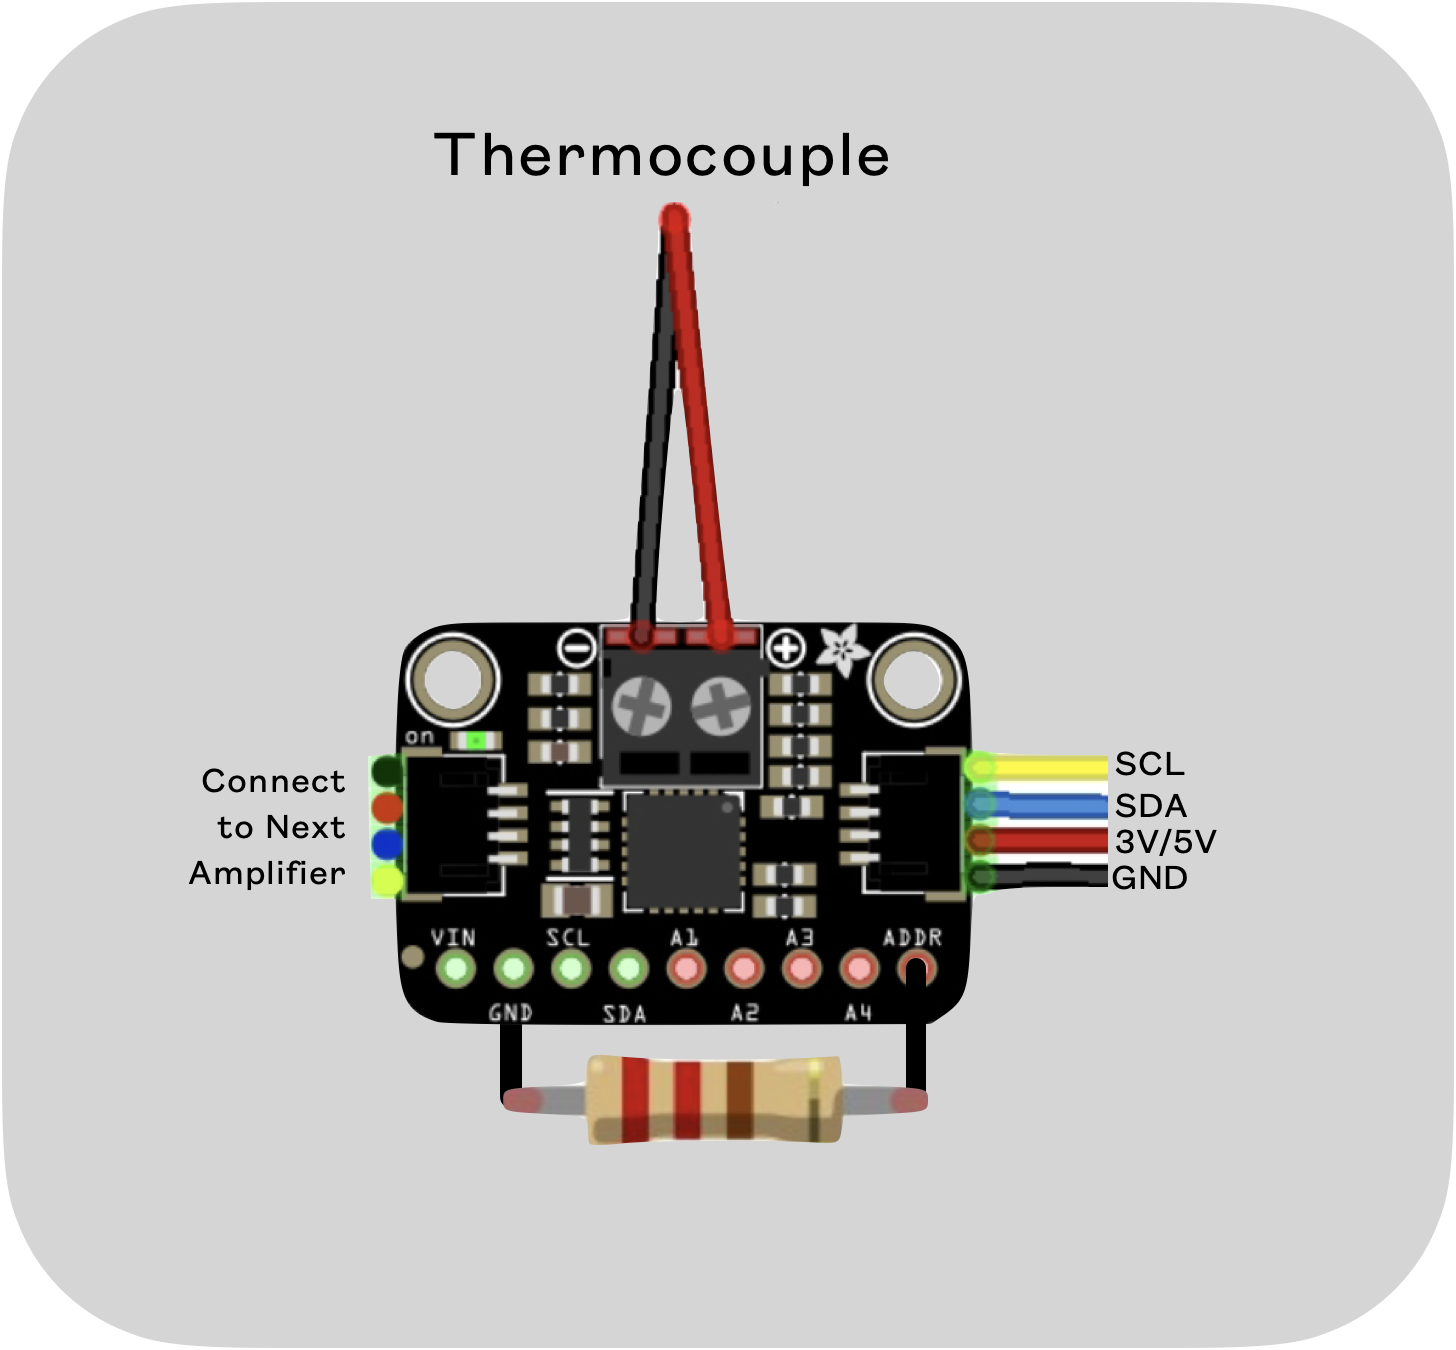 Thermocouple
on
Connect
to Next
Amplifier
SCL
SDA
3V/5V
GND
VIN
SCL
A1
A3
ADDR
GND
SDA
A2
A4